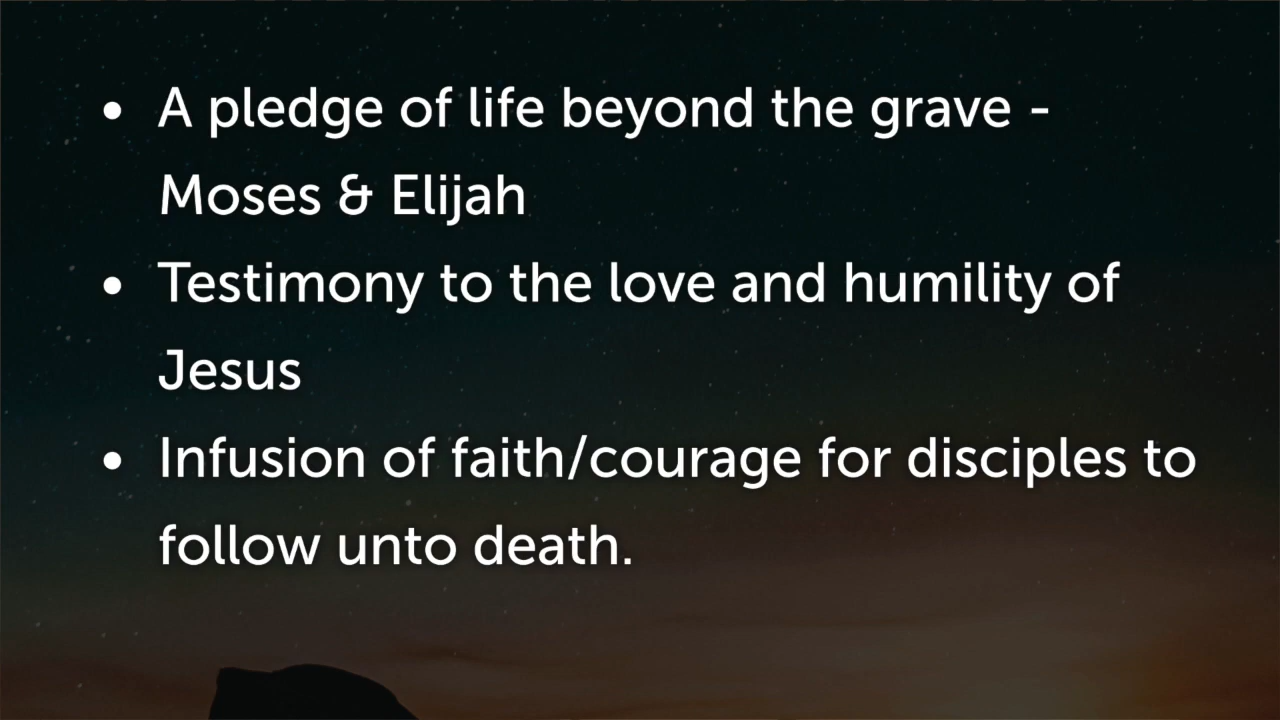 • A pledge of life beyond the grave -
Moses & Elijah
• Testimony to the love and humility of
Jesus
• Infusion of faith/courage for disciples to
follow unto death.